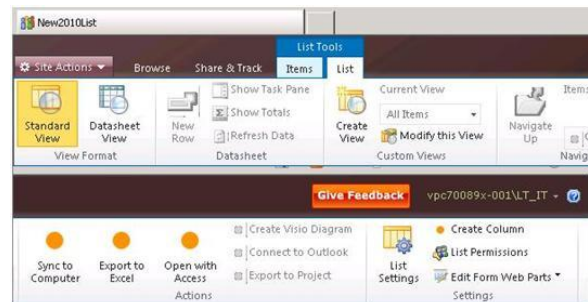 New2010List
List Tools
Site Actions Browse Share & Track Items List
Standard View
Datasheet View
View Format
New Row
Show Task Pane
Show Totals
Refresh Data
Datasheet
Create View
Current View
All Items
Modify this View
Custom Views
Navigate Up
Items
Give Feedback vpc70089x-001\LT_IT
Sync to Computer
Export to Excel
Open with Access
Create Visio Diagram
Connect to Outlook
Export to Project
Actions
List Settings
Create Column
List Permissions
Edit Form Web Parts
Settings